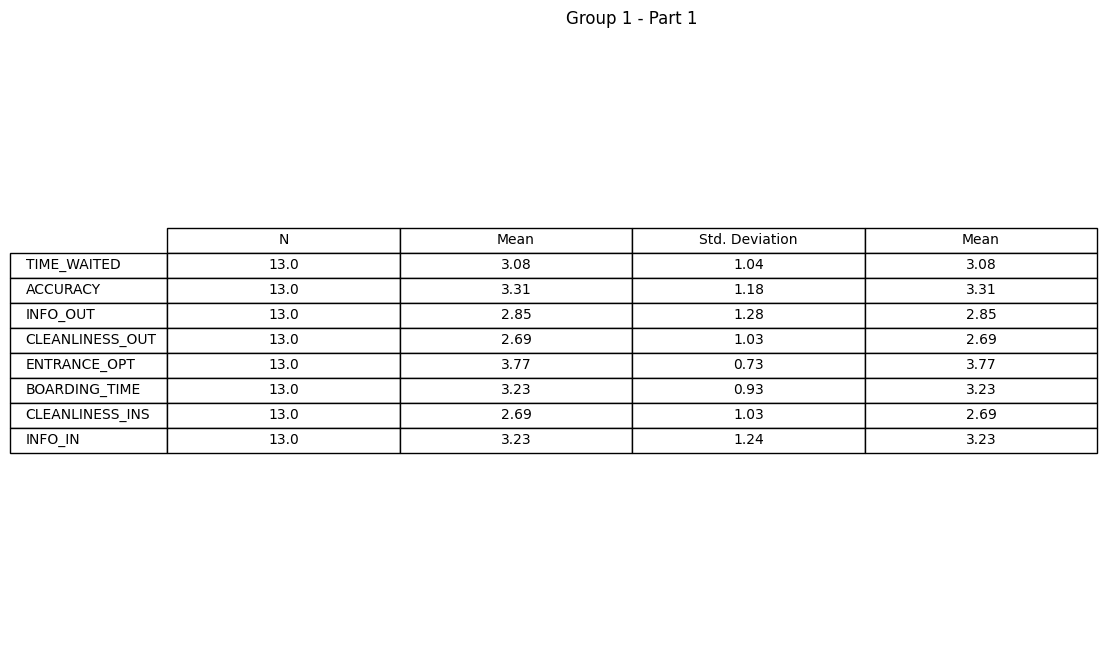 Group 1 - Part 1
N Mean Std. Deviation Mean
TIME_WAITED 13.0 3.08 1.04 3.08
ACCURACY 13.0 3.31 1.18 3.31
INFO_OUT 13.0 2.85 1.28 2.85
CLEANLINESS_OUT 13.0 2.69 1.03 2.69
ENTRANCE_OPT 13.0 3.77 0.73 3.77
BOARDING_TIME 13.0 3.23 0.93 3.23
CLEANLINESS_INS 13.0 2.69 1.03 2.69
INFO_IN 13.0 3.23 1.24 3.23